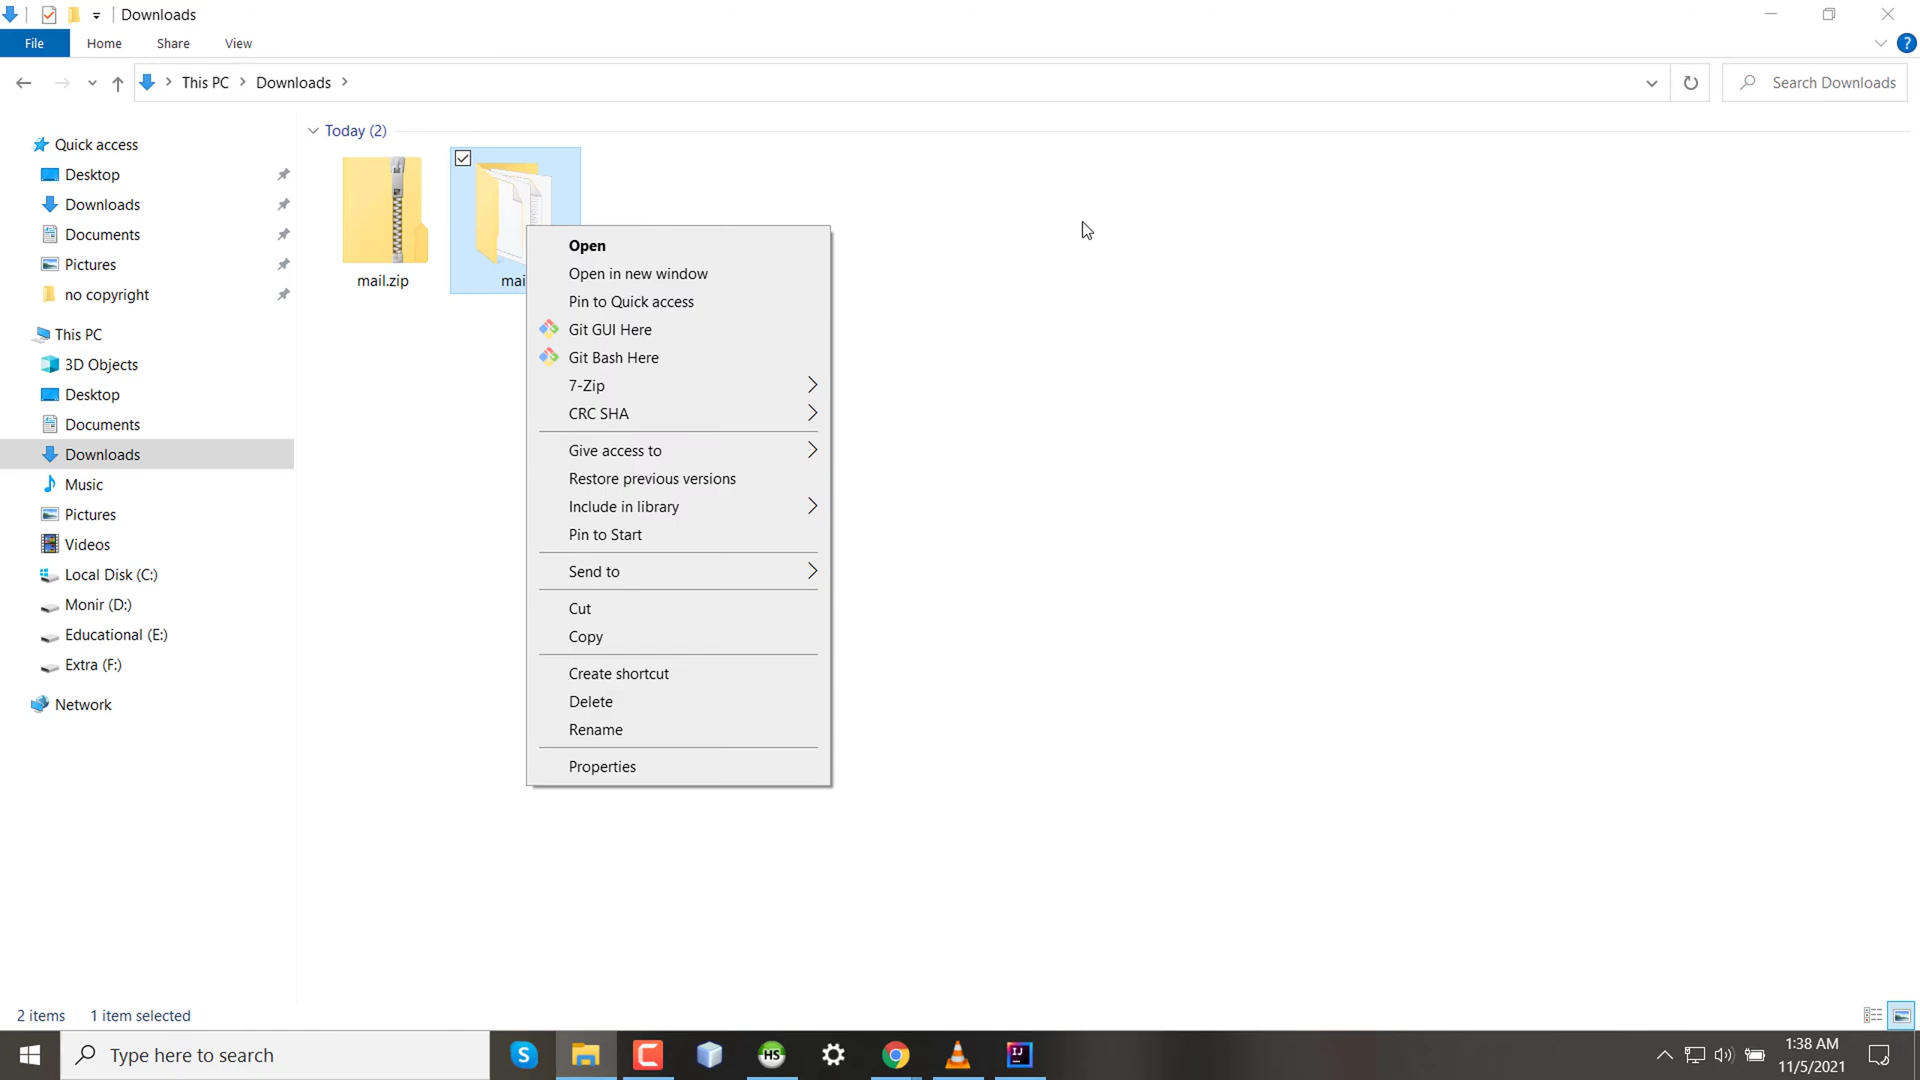 Downloads
File Home Share View
This PC Downloads
Search Downloads
Quick access
Desktop
Downloads
Documents
Pictures
no copyright
This PC
3D Objects
Desktop
Documents
Downloads
Music
Pictures
Videos
Local Disk (C:)
Monir (D:)
Educational (E:)
Extra (F:)
Network
Today (2)
mail.zip
mai
Open
Open in new window
Pin to Quick access
Git GUI Here
Git Bash Here
7-Zip
CRC SHA
Give access to
Restore previous versions
Include in library
Pin to Start
Send to
Cut
Copy
Create shortcut
Delete
Rename
Properties
2 items 1 item selected
Type here to search
S
HS
IJ
1:38 AM
11/5/2021